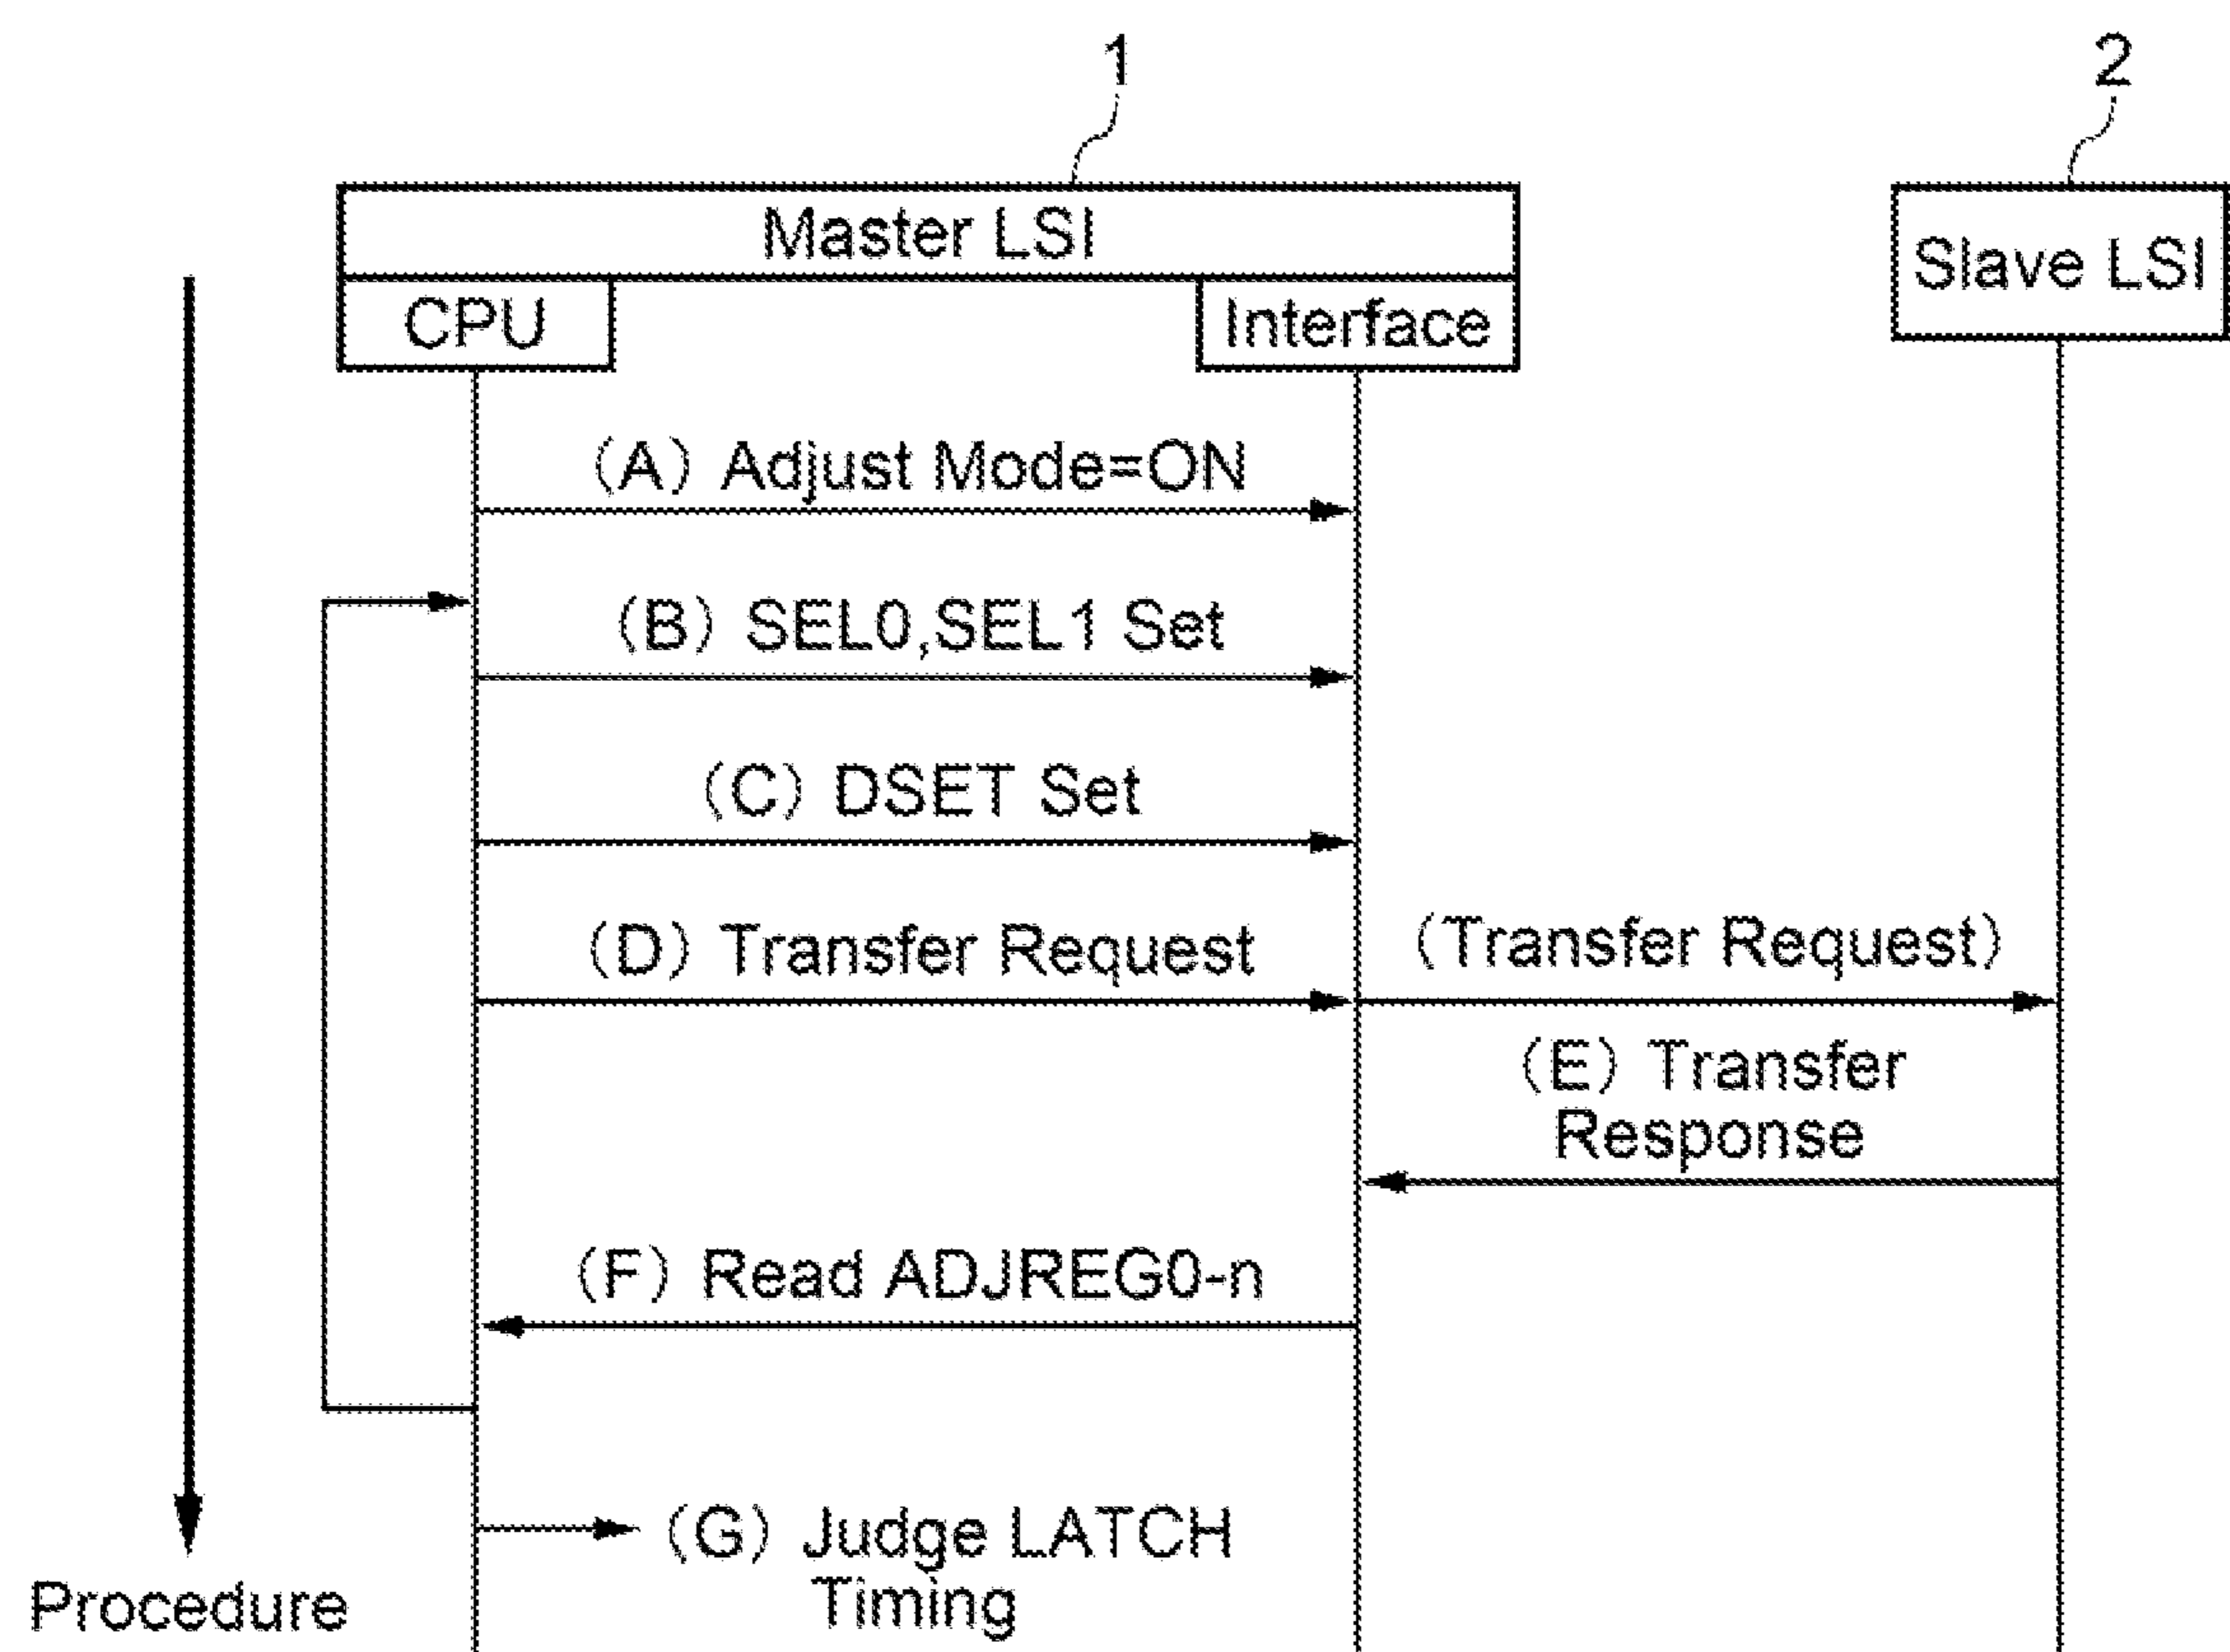 1
2
Master LSI
Slave LSI
CPU
Interface
(A) Adjust Mode=ON
(B) SEL0,SEL1 Set
(C) DSET Set
(D) Transfer Request
(Transfer Request)
(E) Transfer
Response
(F) Read ADJREG0-n
(G) Judge LATCH
Timing
Procedure